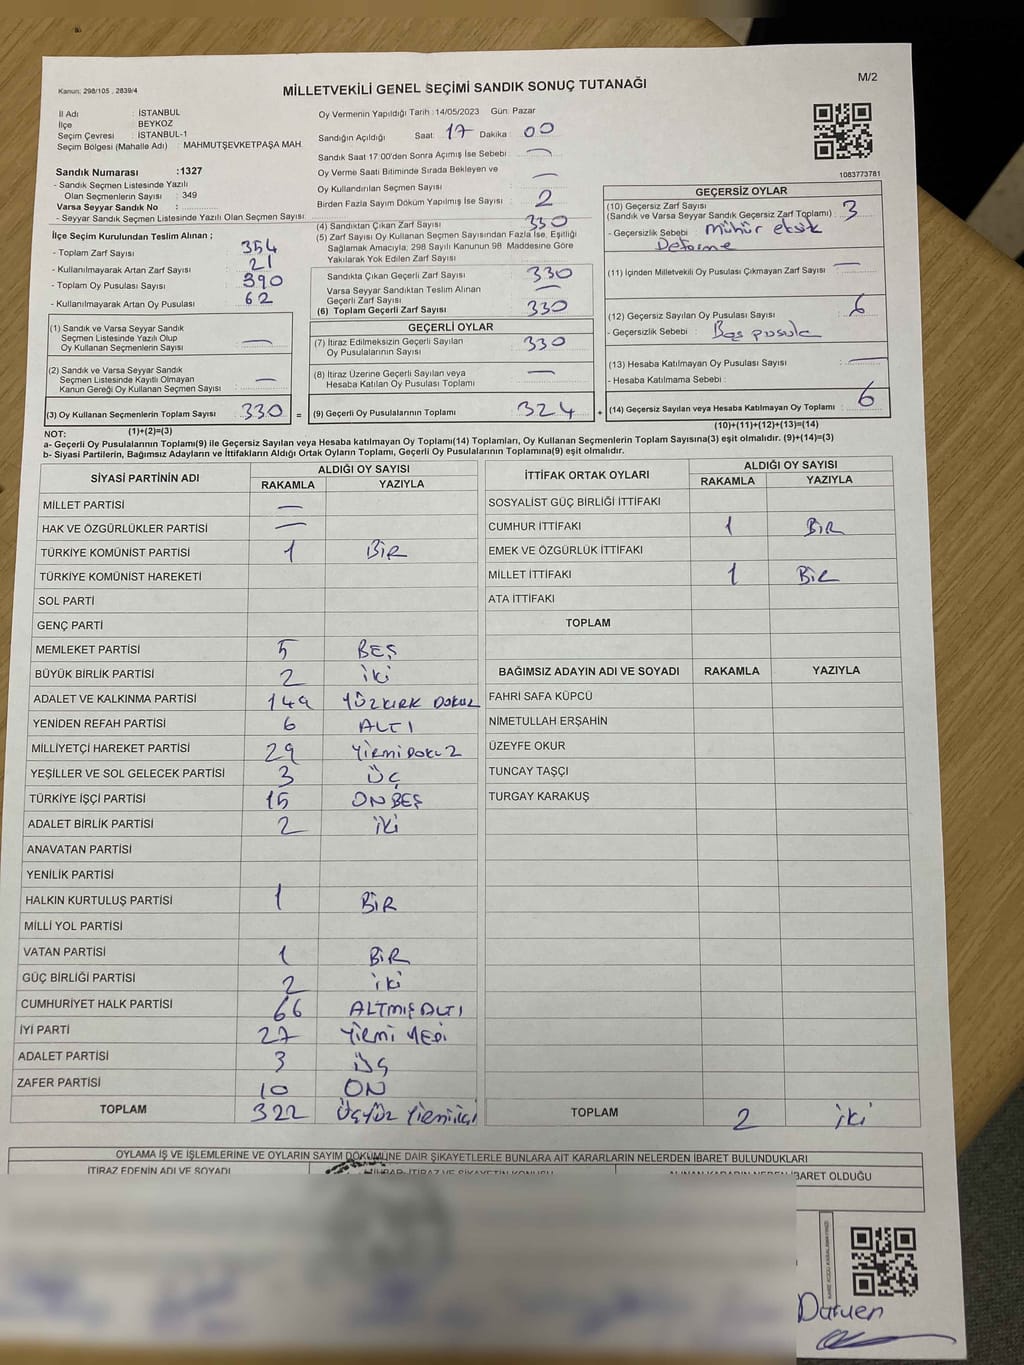 Kanun: 298/105 , 2839/4
MİLLETVEKİLİ GENEL SEÇİMİ SANDIK SONUÇ TUTANAĞI
M/2
İl Adı : İSTANBUL
İlçe : BEYKOZ
Seçim Çevresi : İSTANBUL-1
Seçim Bölgesi (Mahalle Adı) : MAHMUTŞEVKETPAŞA MAH.
Oy Vermenin Yapıldığı Tarih :14/05/2023 Gün: Pazar
Sandığın Açıldığı Saat: 17 Dakika: 00
Sandık Saat 17 00'den Sonra Açımış İse Sebebi : —
Oy Verme Saati Bitiminde Sırada Bekleyen ve
Oy Kullandırılan Seçmen Sayısı : —
Birden Fazla Sayım Döküm Yapılmış İse Sayısı : 2
1083773781
Sandık Numarası :1327
- Sandık Seçmen Listesinde Yazılı
Olan Seçmenlerin Sayısı : 349
Varsa Seyyar Sandık No :
- Seyyar Sandık Seçmen Listesinde Yazılı Olan Seçmen Sayısı:
İlçe Seçim Kurulundan Teslim Alınan ;
- Toplam Zarf Sayısı : 354
- Kullanılmayarak Artan Zarf Sayısı : 21
- Toplam Oy Pusulası Sayısı : 390
- Kullanılmayarak Artan Oy Pusulası : 62
(1) Sandık ve Varsa Seyyar Sandık
Seçmen Listesinde Yazılı Olup
Oy Kullanan Seçmenlerin Sayısı : —
(2) Sandık ve Varsa Seyyar Sandık
Seçmen Listesinde Kayıtlı Olmayan
Kanun Gereği Oy Kullanan Seçmen Sayısı : —
(3) Oy Kullanan Seçmenlerin Toplam Sayısı : 330 =
(1)+(2)=(3)
(4) Sandıktan Çıkan Zarf Sayısı : 330
(5) Zarf Sayısı Oy Kullanan Seçmen Sayısından Fazla İse, Eşitliği
Sağlamak Amacıyla, 298 Sayılı Kanunun 98 Maddesine Göre
Yakılarak Yok Edilen Zarf Sayısı :
Sandıkta Çıkan Geçerli Zarf Sayısı : 330
Varsa Seyyar Sandıktan Teslim Alınan
Geçerli Zarf Sayısı : —
(6) Toplam Geçerli Zarf Sayısı : 330
GEÇERLİ OYLAR
(7) İtiraz Edilmeksizin Geçerli Sayılan
Oy Pusulalarının Sayısı : 330
(8) İtiraz Üzerine Geçerli Sayılan veya
Hesaba Katılan Oy Pusulası Toplamı : —
(9) Geçerli Oy Pusulalarının Toplamı : 324 +
GEÇERSİZ OYLAR
(10) Geçersiz Zarf Sayısı
(Sandık ve Varsa Seyyar Sandık Geçersiz Zarf Toplamı) : 3
- Geçersizlik Sebebi : Mühür eksik
Deforme
(11) İçinden Milletvekili Oy Pusulası Çıkmayan Zarf Sayısı : —
(12) Geçersiz Sayılan Oy Pusulası Sayısı : 6
- Geçersizlik Sebebi : Boş pusula
(13) Hesaba Katılmayan Oy Pusulası Sayısı : —
- Hesaba Katılmama Sebebi :
(14) Geçersiz Sayılan veya Hesaba Katılmayan Oy Toplamı : 6
(10)+(11)+(12)+(13)=(14)
NOT:
a- Geçerli Oy Pusulalarının Toplamı(9) ile Geçersiz Sayılan veya Hesaba katılmayan Oy Toplamı(14) Toplamları, Oy Kullanan Seçmenlerin Toplam Sayısına(3) eşit olmalıdır. (9)+(14)=(3)
b- Siyasi Partilerin, Bağımsız Adayların ve İttifakların Aldığı Ortak Oyların Toplamı, Geçerli Oy Pusulalarının Toplamına(9) eşit olmalıdır.
SİYASİ PARTİNİN ADI ALDIĞI OY SAYISI
RAKAMLA YAZIYLA
MİLLET PARTİSİ —
HAK VE ÖZGÜRLÜKLER PARTİSİ —
TÜRKİYE KOMÜNİST PARTİSİ 1 BİR
TÜRKİYE KOMÜNİST HAREKETİ
SOL PARTİ
GENÇ PARTİ
MEMLEKET PARTİSİ 5 BEŞ
BÜYÜK BİRLİK PARTİSİ 2 iki
ADALET VE KALKINMA PARTİSİ 149 YÜZKIRK DOKUZ
YENİDEN REFAH PARTİSİ 6 ALTI
MİLLİYETÇİ HAREKET PARTİSİ 29 YİRMİ DOKUZ
YEŞİLLER VE SOL GELECEK PARTİSİ 3 ÜÇ
TÜRKİYE İŞÇİ PARTİSİ 15 ONBEŞ
ADALET BİRLİK PARTİSİ 2 iki
ANAVATAN PARTİSİ
YENİLİK PARTİSİ
HALKIN KURTULUŞ PARTİSİ 1 BİR
MİLLİ YOL PARTİSİ
VATAN PARTİSİ 1 BİR
GÜÇ BİRLİĞİ PARTİSİ 2 iki
CUMHURİYET HALK PARTİSİ 66 ALTMIŞALTI
İYİ PARTİ 27 YİRMİ YEDİ
ADALET PARTİSİ 3 üç
ZAFER PARTİSİ 10 ON
TOPLAM 322 Üçyüz Yirmiiki
İTTİFAK ORTAK OYLARI ALDIĞI OY SAYISI
RAKAMLA YAZIYLA
SOSYALİST GÜÇ BİRLİĞİ İTTİFAKI
CUMHUR İTTİFAKI 1 BİR
EMEK VE ÖZGÜRLÜK İTTİFAKI
MİLLET İTTİFAKI 1 BİR
ATA İTTİFAKI
TOPLAM
BAĞIMSIZ ADAYIN ADI VE SOYADI RAKAMLA YAZIYLA
FAHRİ SAFA KÜPCÜ
NİMETULLAH ERŞAHİN
ÜZEYFE OKUR
TUNCAY TAŞÇI
TURGAY KARAKUŞ
TOPLAM 2 iki
OYLAMA İŞ VE İŞLEMLERİNE VE OYLARIN SAYIM DÖKÜMÜNE DAİR ŞİKAYETLERLE BUNLARA AİT KARARLARIN NELERDEN İBARET BULUNDUKLARI
İTİRAZ EDENİN ADI VE SOYADI
İBARET OLDUĞU